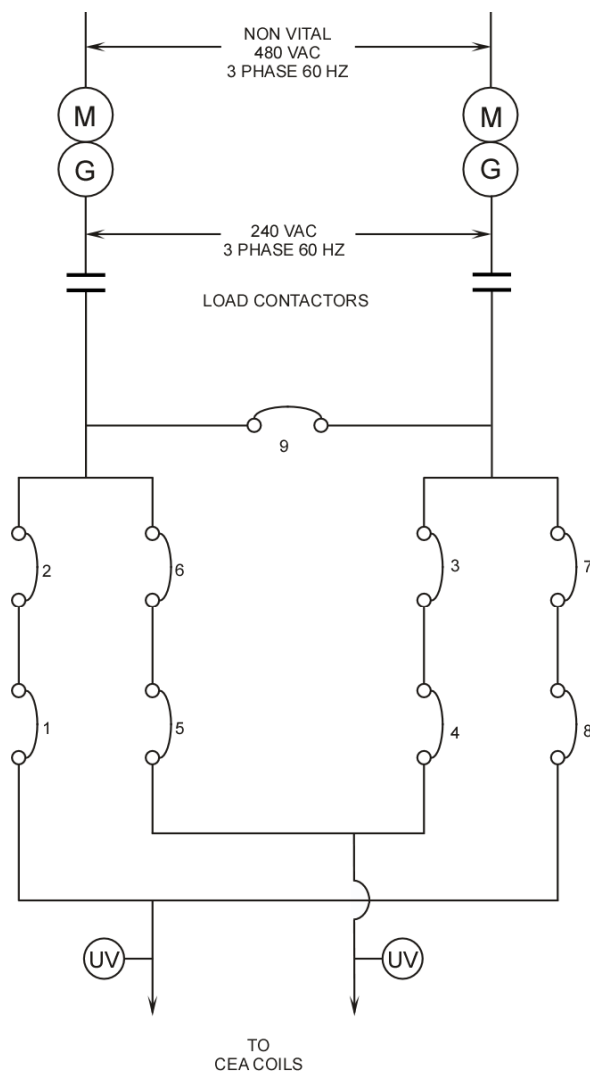 NON VITAL
480 VAC
3 PHASE 60 HZ
M
M
G
G
240 VAC
3 PHASE 60 HZ
LOAD CONTACTORS
9
2
6
3
7
1
5
4
8
UV
UV
TO
CEA COILS